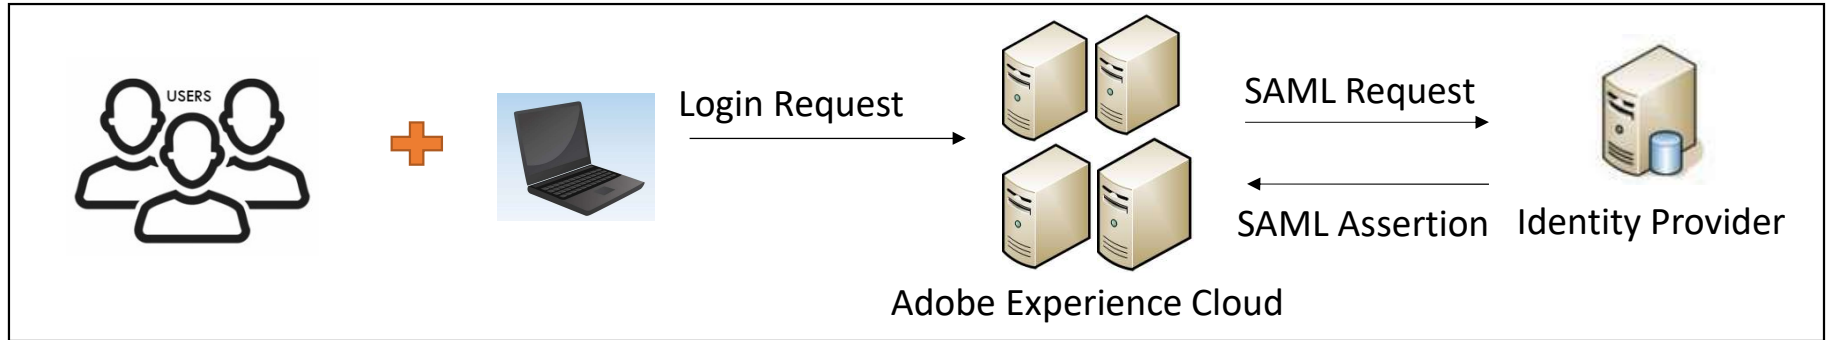 USERS
Login Request
SAML Request
SAML Assertion
Identity Provider
Adobe Experience Cloud